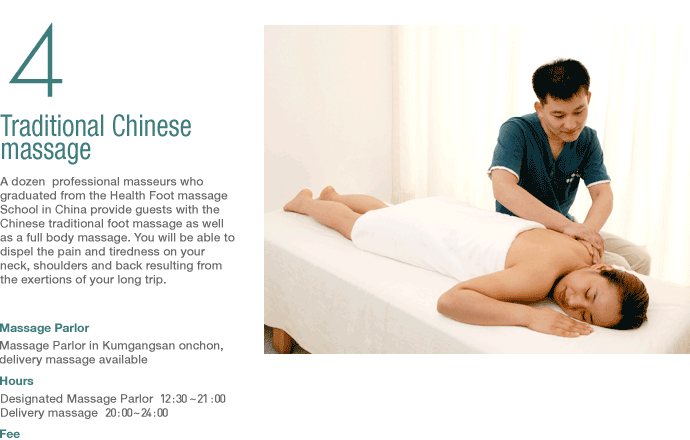 4
Traditional Chinese
massage
A dozen professional masseurs who
graduated from the Health Foot massage
School in China provide guests with the
Chinese traditional foot massage as well
as a full body massage. You will be able to
dispel the pain and tiredness on your
neck, shoulders and back resulting from
the exertions of your long trip.
Massage Parlor
Massage Parlor in Kumgangsan onchon,
delivery massage available
Hours
Designated Massage Parlor 12:30 ~21:00
Delivery massage 20:00~24:00
Fee